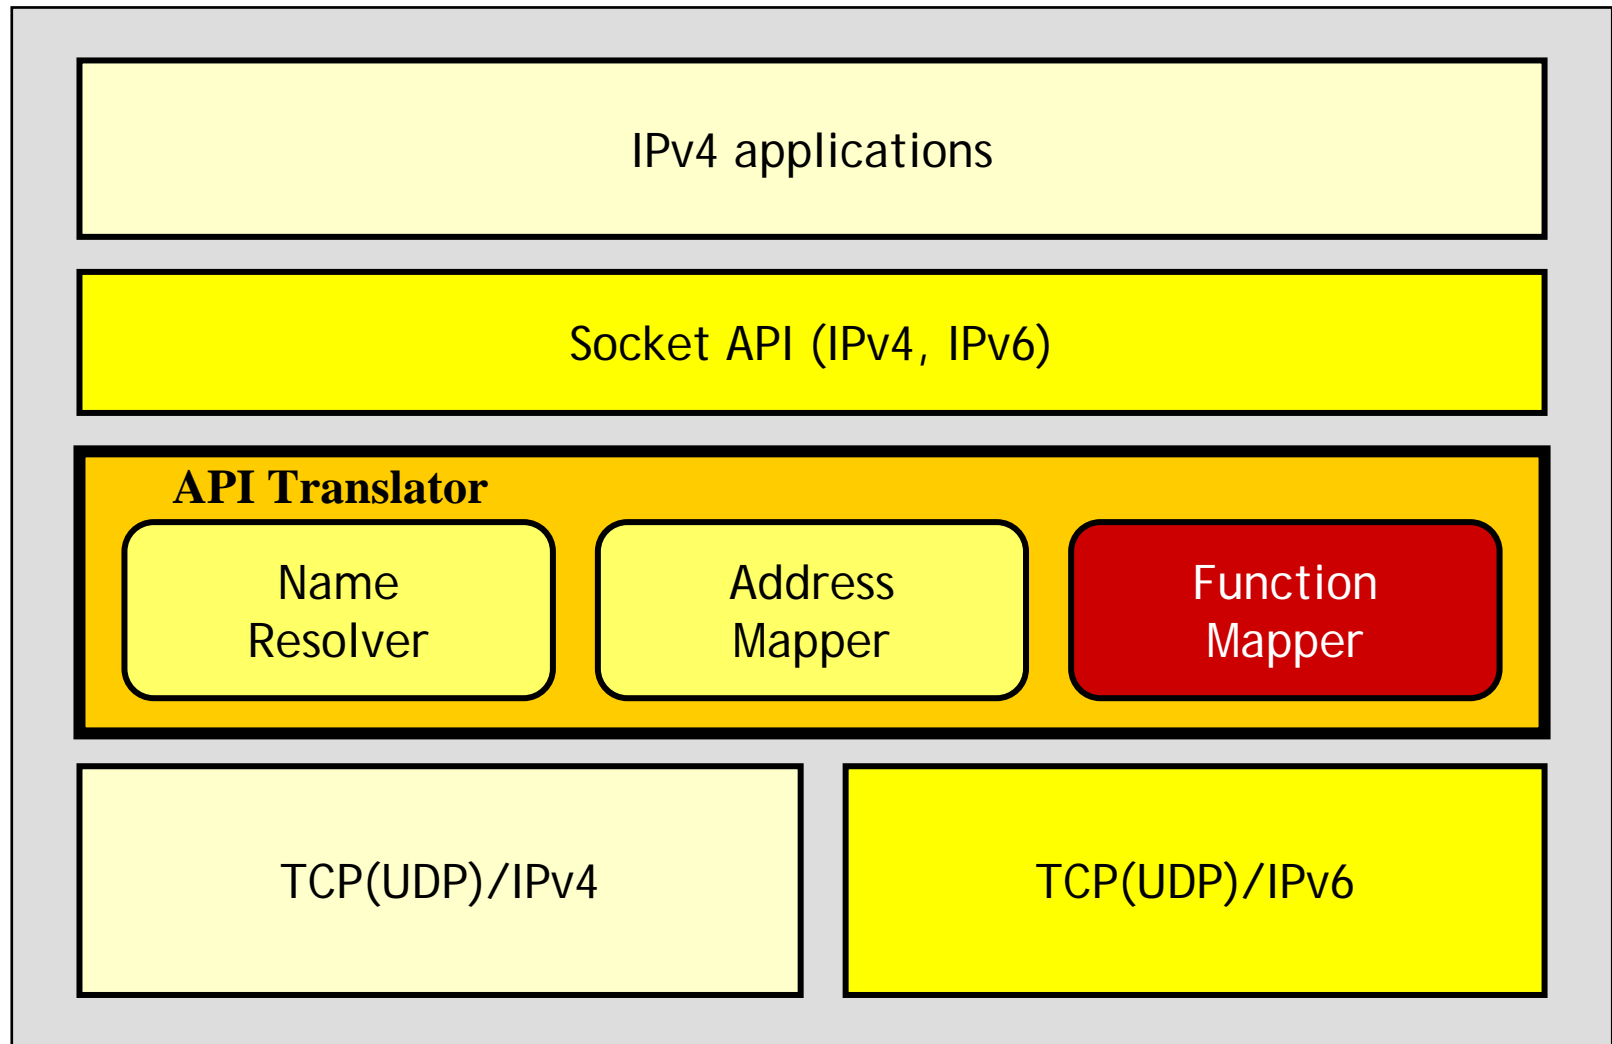 IPv4 applications
Socket API (IPv4, IPv6)
API Translator
Name
Resolver
Address
Mapper
Function
Mapper
TCP(UDP)/IPv4
TCP(UDP)/IPv6